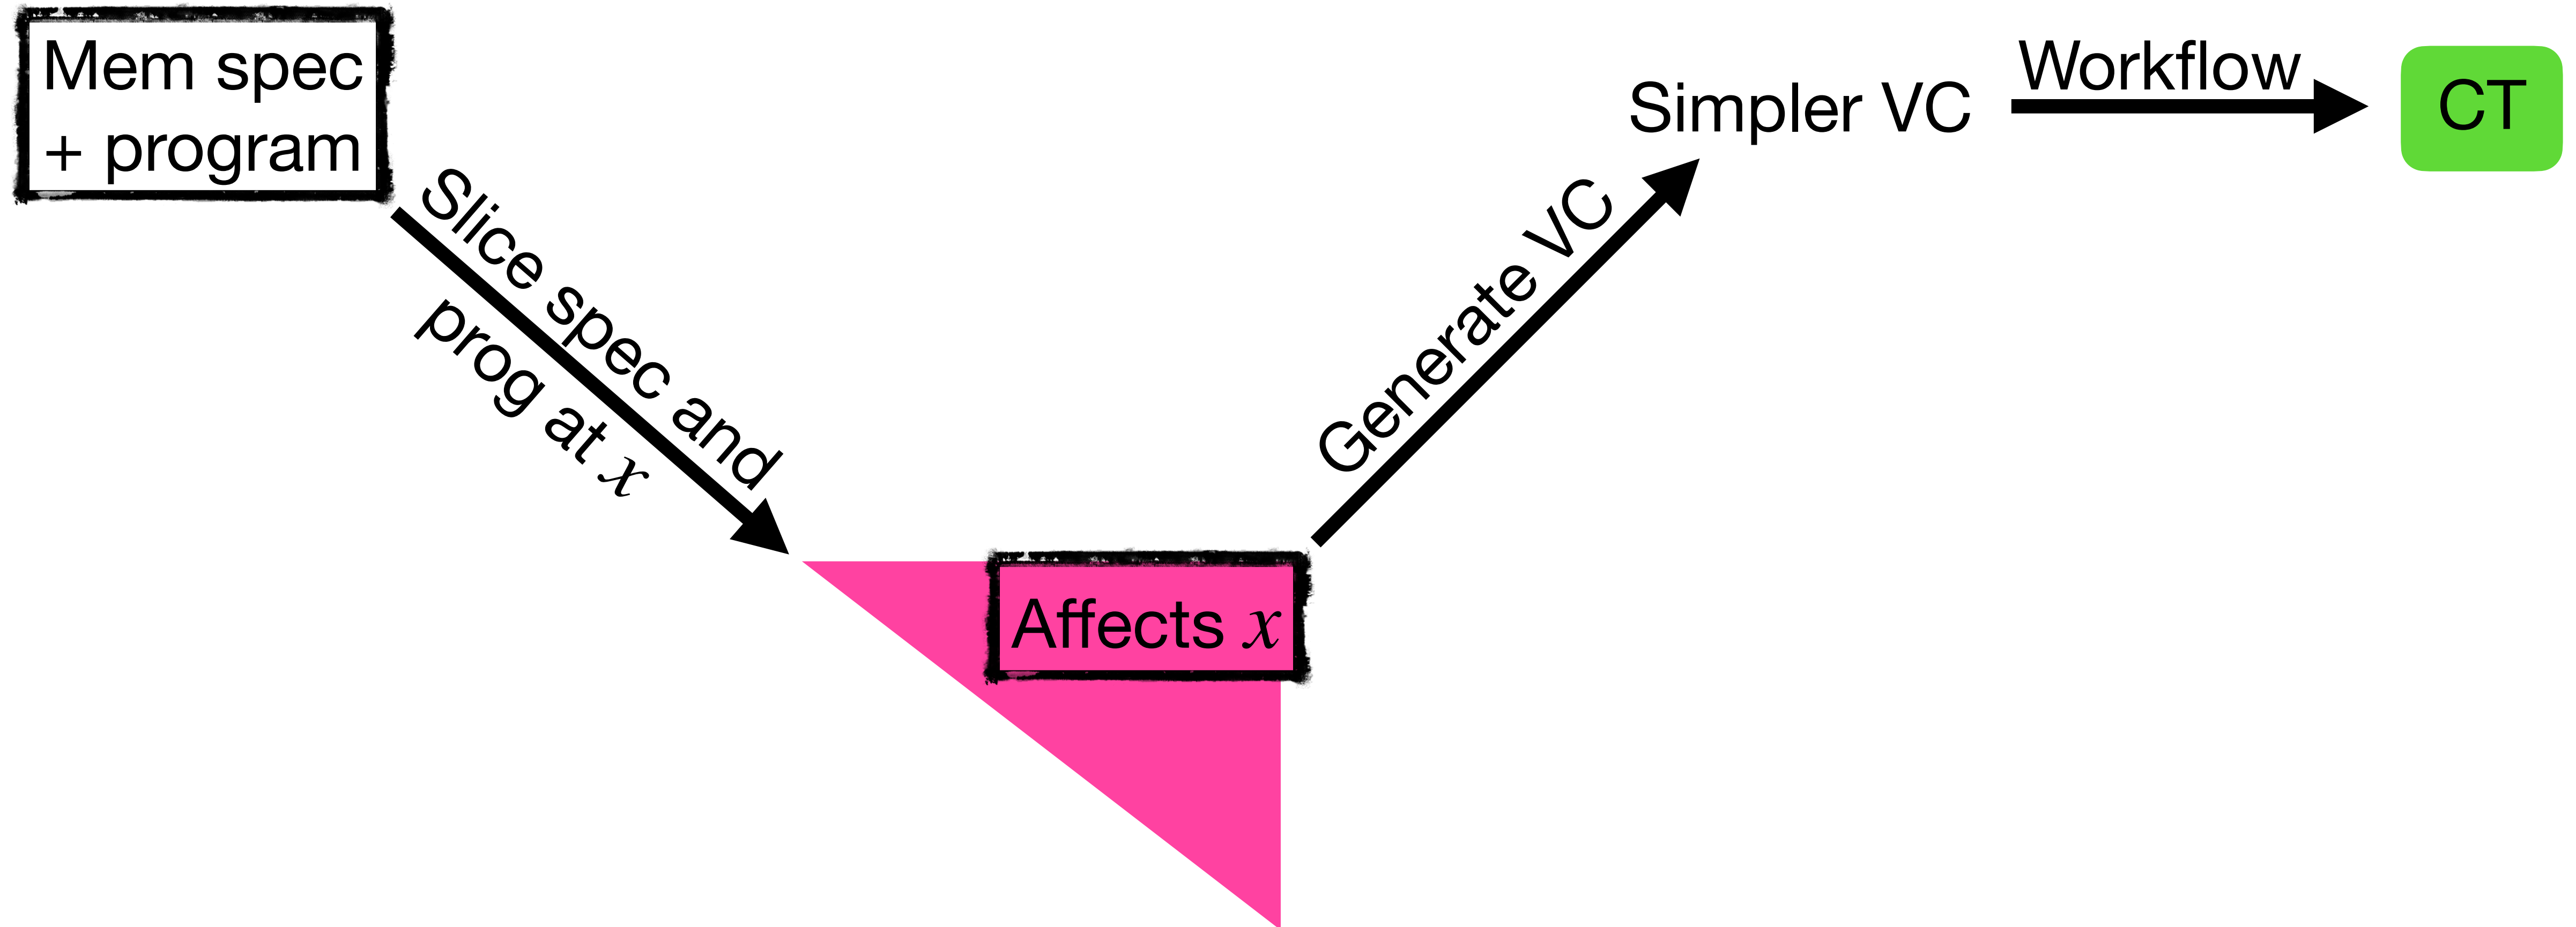 Mem spec
+ program
Slice spec and
prog at x
Affects x
Generate VC
Simpler VC
Workflow
CT